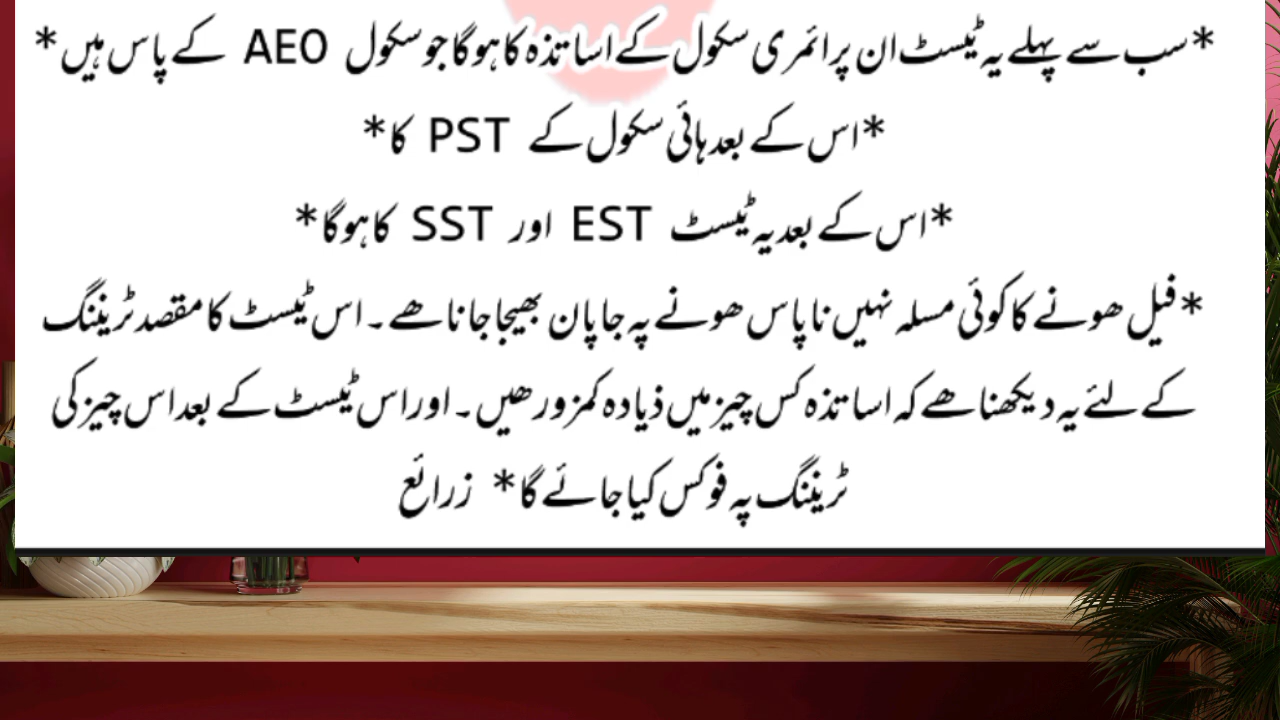 *سب سے پہلے یہ ٹیسٹ ان پرائمری سکول کے اساتذہ کا ہوگا جو سکول AEO کے پاس ہیں*
*اس کے بعد ہائی سکول کے PST کا*
*اس کے بعد یہ ٹیسٹ EST اور SST کا ہوگا*
*فیل ھونے کا کوئی مسلہ نہیں نا پاس ھونے پہ جاپان بھیجا جانا ھے۔ اس ٹیسٹ کا مقصد ٹریننگ
کے لئے یہ دیکھنا ھے کہ اساتذہ کس چیز میں ذیادہ کمزور ھیں۔ اور اس ٹیسٹ کے بعد اس چیز کی
ٹریننگ پہ فوکس کیا جائے گا* زرائع